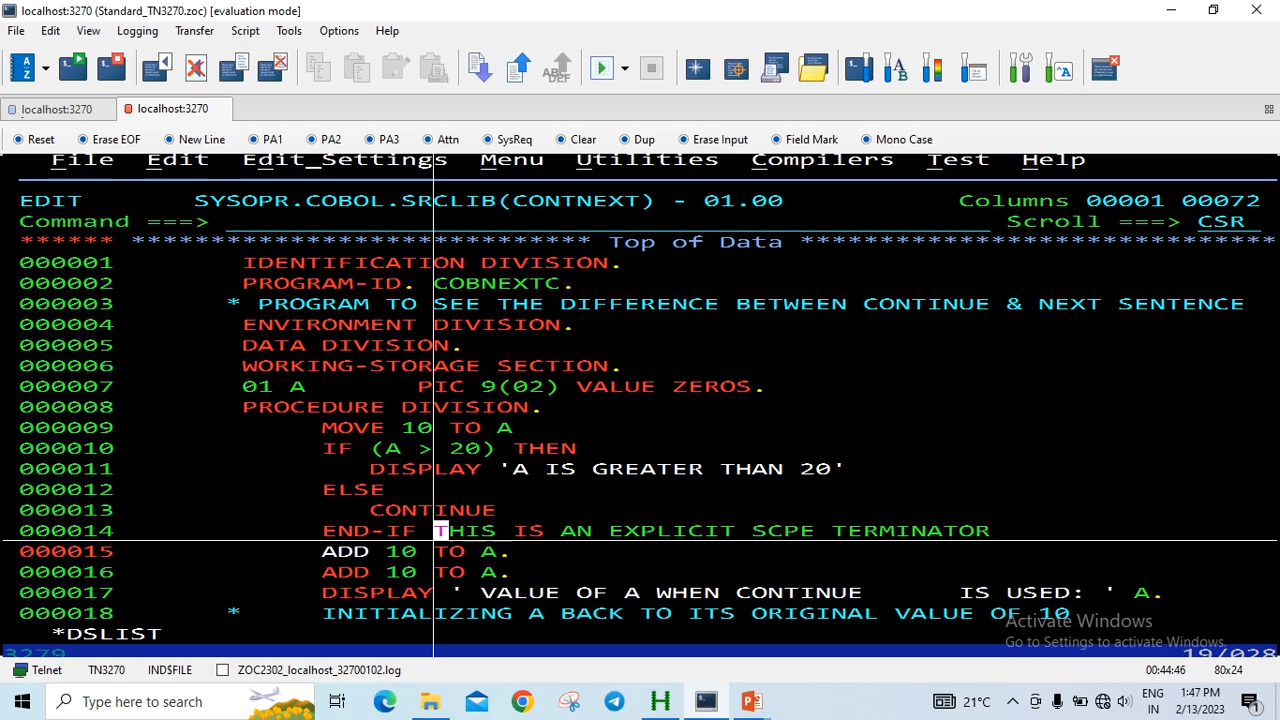 localhost:3270 (Standard_TN3270.zoc) [evaluation mode]
File Edit View Logging Transfer Script Tools Options Help
localhost:3270 localhost:3270
Reset Erase EOF New Line PA1 PA2 PA3 Attn SysReq Clear Dup Erase Input Field Mark Mono Case
File Edit Edit_Settings Menu Utilities Compilers Test Help
EDIT SYSOPR.COBOL.SRCLIB(CONTNEXT) - 01.00 Columns 00001 00072
Command ===> Scroll ===> CSR
****** ***************************** Top of Data ******************************
000001 IDENTIFICATION DIVISION.
000002 PROGRAM-ID. COBNEXTC.
000003 * PROGRAM TO SEE THE DIFFERENCE BETWEEN CONTINUE & NEXT SENTENCE
000004 ENVIRONMENT DIVISION.
000005 DATA DIVISION.
000006 WORKING-STORAGE SECTION.
000007 01 A PIC 9(02) VALUE ZEROS.
000008 PROCEDURE DIVISION.
000009 MOVE 10 TO A
000010 IF (A > 20) THEN
000011 DISPLAY 'A IS GREATER THAN 20'
000012 ELSE
000013 CONTINUE
000014 END-IF THIS IS AN EXPLICIT SCPE TERMINATOR
000015 ADD 10 TO A.
000016 ADD 10 TO A.
000017 DISPLAY ' VALUE OF A WHEN CONTINUE IS USED: ' A.
000018 * INITIALIZING A BACK TO ITS ORIGINAL VALUE OF 10
*DSLIST
Activate Windows
Go to Settings to activate Windows.
3279 19/028
Telnet TN3270 IND$FILE ZOC2302_localhost_32700102.log 00:44:46 80x24
Type here to search 21°C ENG IN 1:47 PM 2/13/2023 1